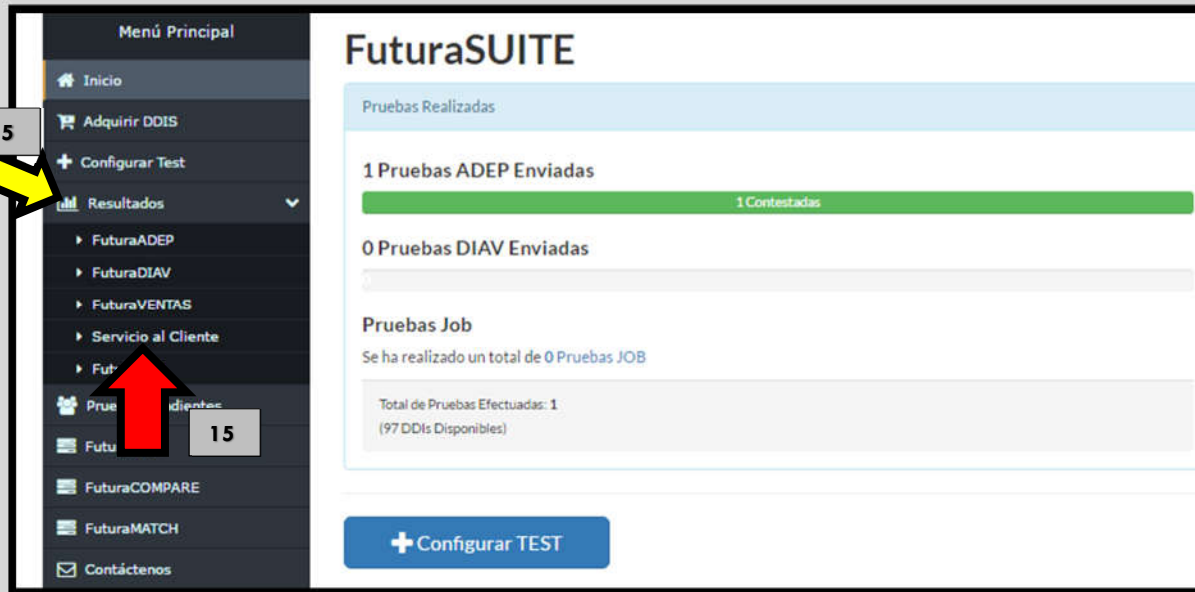 Menú Principal
Inicio
Adquirir DDIS
5
Configurar Test
Resultados
FuturaADEP
FuturaDIAV
FuturaVENTAS
Servicio al Cliente
15
FuturaCOMPARE
FuturaMATCH
Contáctenos
FuturaSUITE
Pruebas Realizadas
1 Pruebas ADEP Enviadas
1 Contestadas
0 Pruebas DIAV Enviadas
0
Pruebas Job
Se ha realizado un total de 0 Pruebas JOB
Total de Pruebas Efectuadas: 1
(97 DDIs Disponibles)
Configurar TEST